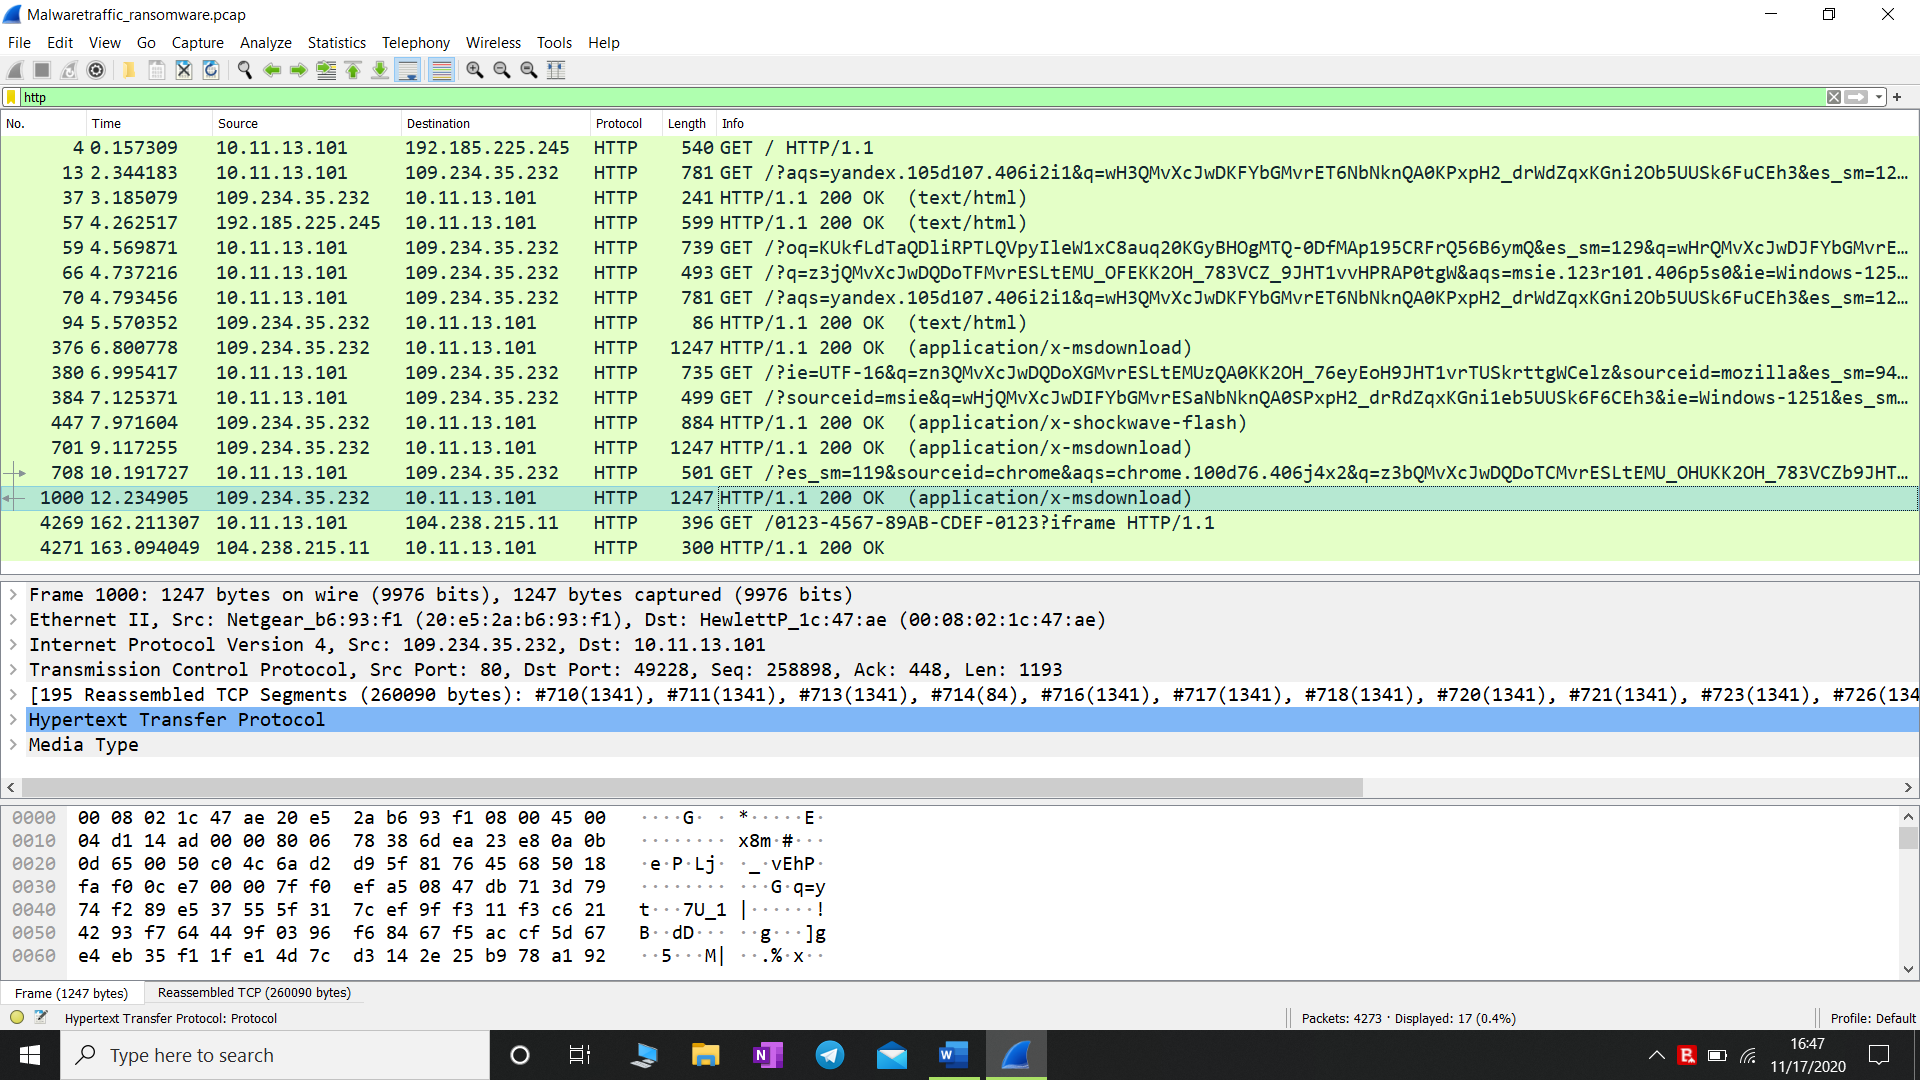 Malwaretraffic_ransomware.pcap
File Edit View Go Capture Analyze Statistics Telephony Wireless Tools Help
http
No. Time Source Destination Protocol Length Info
4 0.157309 10.11.13.101 192.185.225.245 HTTP 540 GET / HTTP/1.1
13 2.344183 10.11.13.101 109.234.35.232 HTTP 781 GET /?aqs=yandex.105d107.406i2i1&q=wH3QMvXcJwDKFYbGMvrET6NbNknQA0KPxpH2_drWdZqxKGni2Ob5UUSk6FuCEh3&es_sm=12…
37 3.185079 109.234.35.232 10.11.13.101 HTTP 241 HTTP/1.1 200 OK (text/html)
57 4.262517 192.185.225.245 10.11.13.101 HTTP 599 HTTP/1.1 200 OK (text/html)
59 4.569871 10.11.13.101 109.234.35.232 HTTP 739 GET /?oq=KUkfLdTaQDliRPTLQVpyIleW1xC8auq20KGyBHOgMTQ-0DfMAp195CRFrQ56B6ymQ&es_sm=129&q=wHrQMvXcJwDJFYbGMvrE…
66 4.737216 10.11.13.101 109.234.35.232 HTTP 493 GET /?q=z3jQMvXcJwDQDoTFMvrESLtEMU_OFEKK2OH_783VCZ_9JHT1vvHPRAP0tgW&aqs=msie.123r101.406p5s0&ie=Windows-125…
70 4.793456 10.11.13.101 109.234.35.232 HTTP 781 GET /?aqs=yandex.105d107.406i2i1&q=wH3QMvXcJwDKFYbGMvrET6NbNknQA0KPxpH2_drWdZqxKGni2Ob5UUSk6FuCEh3&es_sm=12…
94 5.570352 109.234.35.232 10.11.13.101 HTTP 86 HTTP/1.1 200 OK (text/html)
376 6.800778 109.234.35.232 10.11.13.101 HTTP 1247 HTTP/1.1 200 OK (application/x-msdownload)
380 6.995417 10.11.13.101 109.234.35.232 HTTP 735 GET /?ie=UTF-16&q=zn3QMvXcJwDQDoXGMvrESLtEMUzQA0KK2OH_76eyEoH9JHT1vrTUSkrttgWCelz&sourceid=mozilla&es_sm=94…
384 7.125371 10.11.13.101 109.234.35.232 HTTP 499 GET /?sourceid=msie&q=wHjQMvXcJwDIFYbGMvrESaNbNknQA0SPxpH2_drRdZqxKGni1eb5UUSk6F6CEh3&ie=Windows-1251&es_sm…
447 7.971604 109.234.35.232 10.11.13.101 HTTP 884 HTTP/1.1 200 OK (application/x-shockwave-flash)
701 9.117255 109.234.35.232 10.11.13.101 HTTP 1247 HTTP/1.1 200 OK (application/x-msdownload)
708 10.191727 10.11.13.101 109.234.35.232 HTTP 501 GET /?es_sm=119&sourceid=chrome&aqs=chrome.100d76.406j4x2&q=z3bQMvXcJwDQDoTCMvrESLtEMU_OHUKK2OH_783VCZb9JHT…
1000 12.234905 109.234.35.232 10.11.13.101 HTTP 1247 HTTP/1.1 200 OK (application/x-msdownload)
4269 162.211307 10.11.13.101 104.238.215.11 HTTP 396 GET /0123-4567-89AB-CDEF-0123?iframe HTTP/1.1
4271 163.094049 104.238.215.11 10.11.13.101 HTTP 300 HTTP/1.1 200 OK
Frame 1000: 1247 bytes on wire (9976 bits), 1247 bytes captured (9976 bits)
Ethernet II, Src: Netgear_b6:93:f1 (20:e5:2a:b6:93:f1), Dst: HewlettP_1c:47:ae (00:08:02:1c:47:ae)
Internet Protocol Version 4, Src: 109.234.35.232, Dst: 10.11.13.101
Transmission Control Protocol, Src Port: 80, Dst Port: 49228, Seq: 258898, Ack: 448, Len: 1193
[195 Reassembled TCP Segments (260090 bytes): #710(1341), #711(1341), #713(1341), #714(84), #716(1341), #717(1341), #718(1341), #720(1341), #721(1341), #723(1341), #726(134
Hypertext Transfer Protocol
Media Type
0000 00 08 02 1c 47 ae 20 e5 2a b6 93 f1 08 00 45 00 ····G· · *·····E·
0010 04 d1 14 ad 00 00 80 06 78 38 6d ea 23 e8 0a 0b ········ x8m·#···
0020 0d 65 00 50 c0 4c 6a d2 d9 5f 81 76 45 68 50 18 ·e·P·Lj· ·_·vEhP·
0030 fa f0 0c e7 00 00 7f f0 ef a5 08 47 db 71 3d 79 ········ ···G·q=y
0040 74 f2 89 e5 37 55 5f 31 7c ef 9f f3 11 f3 c6 21 t···7U_1 |······!
0050 42 93 f7 64 44 9f 03 96 f6 84 67 f5 ac cf 5d 67 B··dD··· ··g···]g
0060 e4 eb 35 f1 1f e1 4d 7c d3 14 2e 25 b9 78 a1 92 ··5···M| ··.%·x··
Frame (1247 bytes) Reassembled TCP (260090 bytes)
Hypertext Transfer Protocol: Protocol Packets: 4273 · Displayed: 17 (0.4%) Profile: Default
Type here to search
16:47
11/17/2020